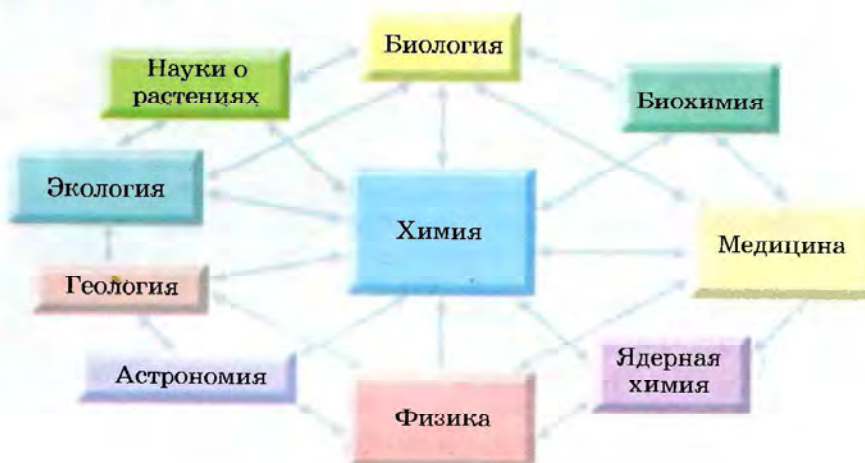 Биология
Науки о
растениях
Биохимия
Экология
Химия
Медицина
Геология
Астрономия
Ядерная
химия
Физика